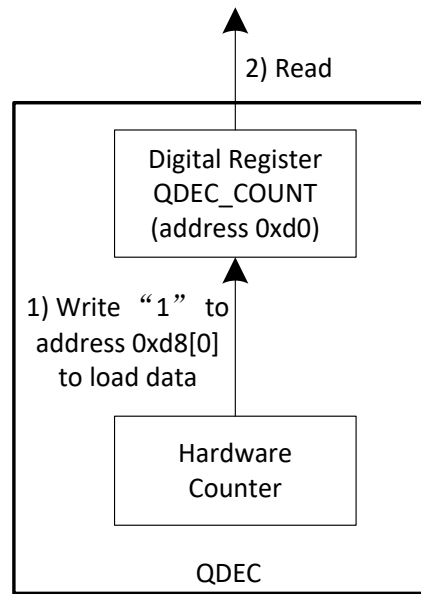 2) Read
Digital Register
QDEC_COUNT
(address 0xd0)
1) Write “1” to
address 0xd8[0]
to load data
Hardware
Counter
QDEC